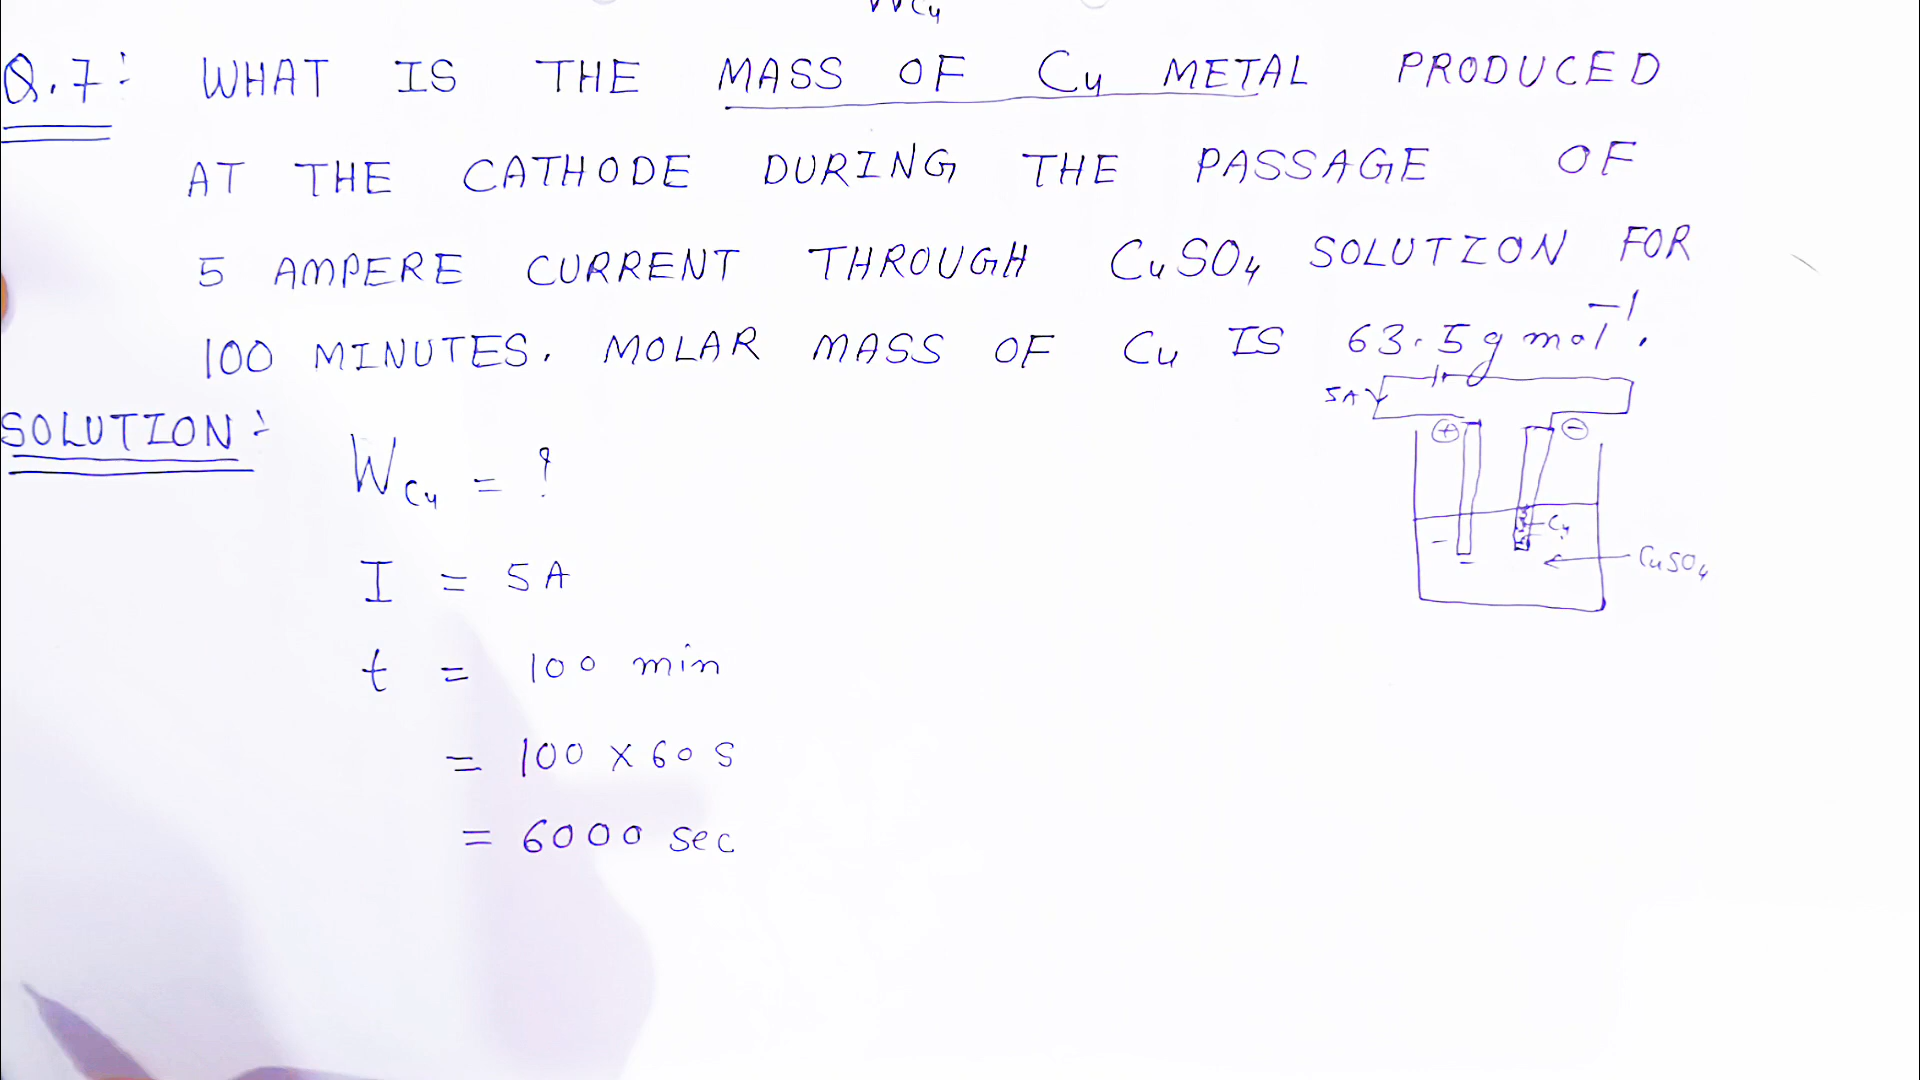 WCu
Q.7: WHAT IS THE MASS OF Cu METAL PRODUCED
AT THE CATHODE DURING THE PASSAGE OF
5 AMPERE CURRENT THROUGH CuSO4 SOLUTION FOR
100 MINUTES. MOLAR MASS OF Cu IS 63.5 g mol⁻¹.
SOLUTION:
5A
+ −
Cu
CuSO4
WCu = ?
I = 5A
t = 100 min
= 100 x 60 s
= 6000 sec